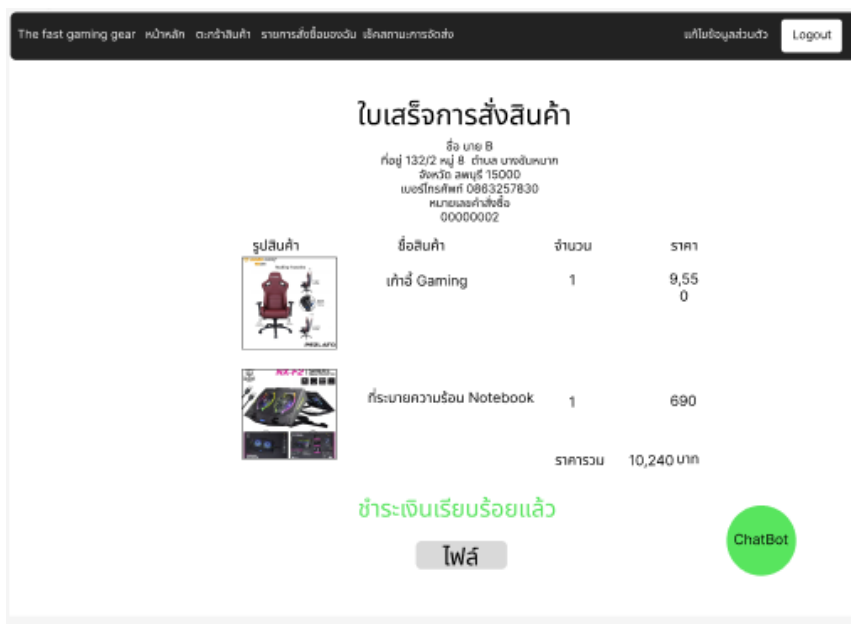 The fast gaming gear หน้าหลัก ตะกร้าสินค้า รายการสั่งซื้อของฉัน เช็คสถานะการจัดส่ง แก้ไขข้อมูลส่วนตัว Logout
ใบเสร็จการสั่งสินค้า
ชื่อ นาย B
ที่อยู่ 132/2 หมู่ 8 ตำบล บางขันหมาก
จังหวัด ลพบุรี 15000
เบอร์โทรศัพท์ 0863257830
หมายเลขคำสั่งซื้อ
00000002
รูปสินค้า ชื่อสินค้า จำนวน ราคา
เก้าอี้ Gaming 1 9,55
0
ที่ระบายความร้อน Notebook 1 690
ราคารวม 10,240 บาท
ชำระเงินเรียบร้อยแล้ว
ChatBot
ไฟล์